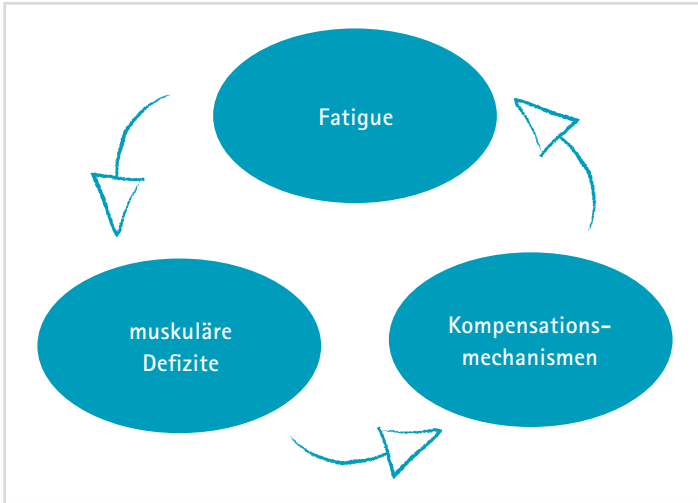 Fatigue
muskuläre
Defizite
Kompensations-
mechanismen